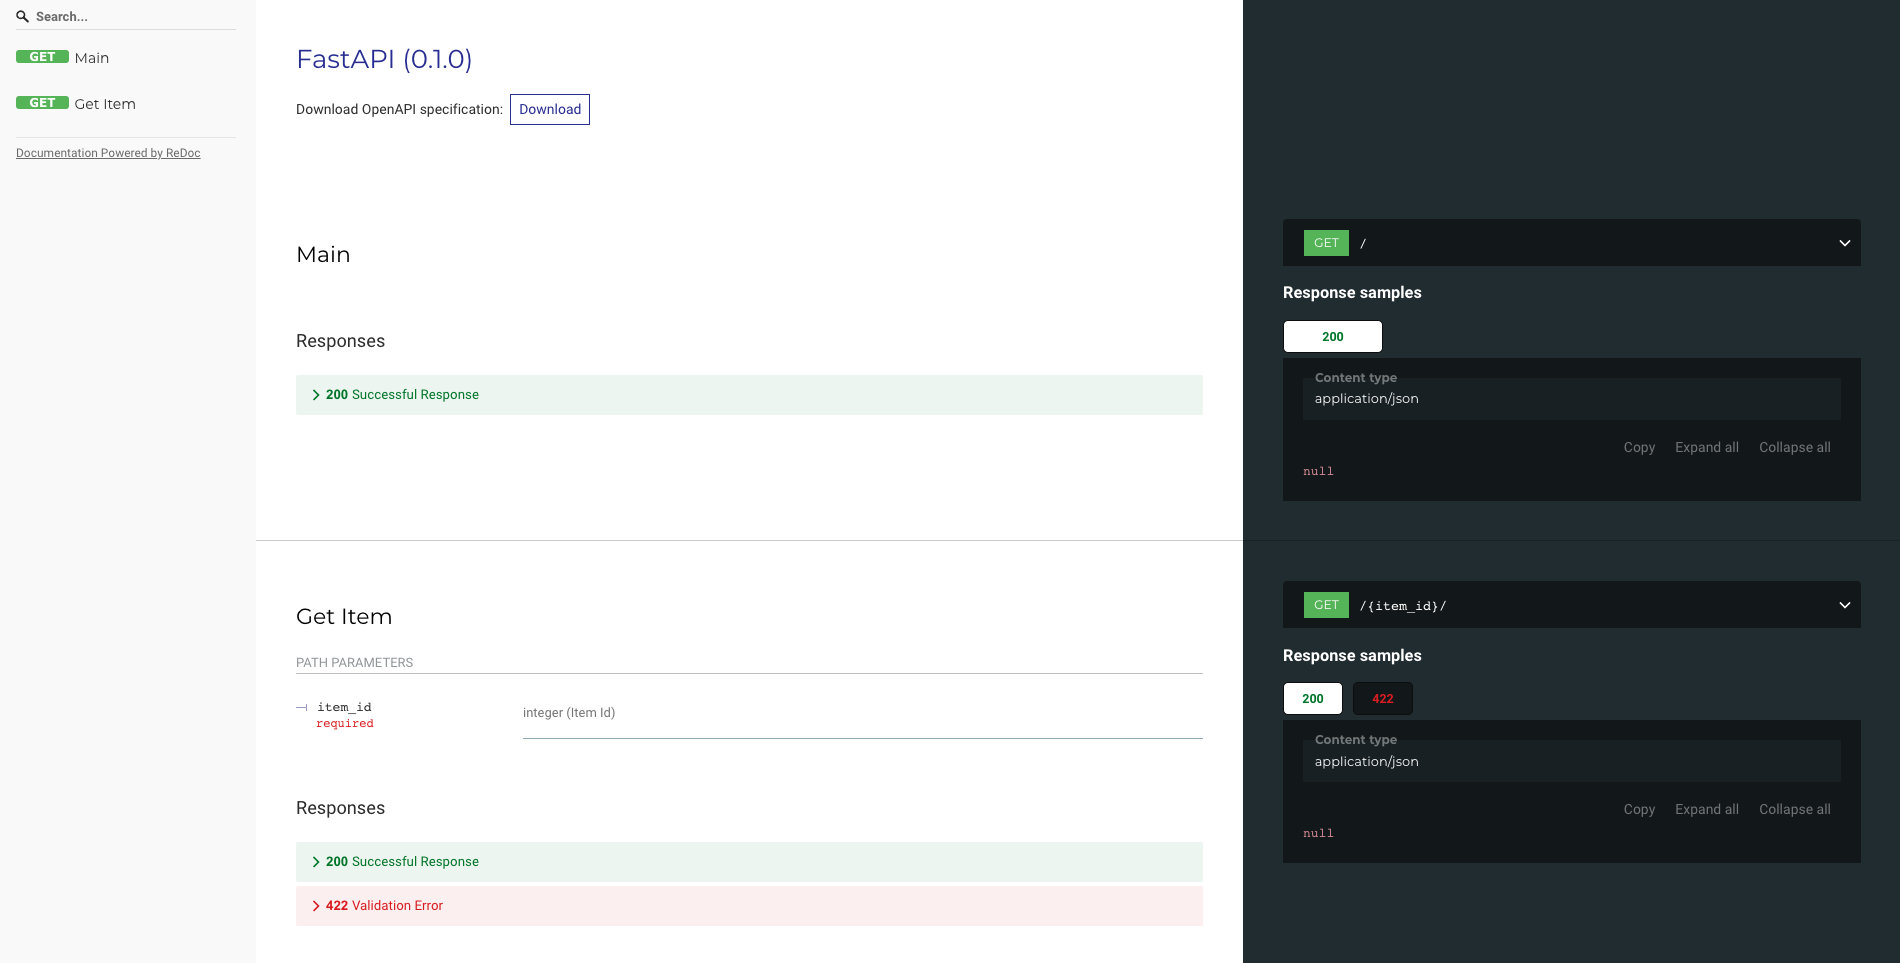 Search...
GET Main
GET Get Item
Documentation Powered by ReDoc
FastAPI (0.1.0)
Download OpenAPI specification: Download
Main
Responses
200 Successful Response
GET /
Response samples
200
Content type
application/json
Copy Expand all Collapse all
null
Get Item
PATH PARAMETERS
item_id
required
integer (Item Id)
Responses
200 Successful Response
422 Validation Error
GET /{item_id}/
Response samples
200 422
Content type
application/json
Copy Expand all Collapse all
null